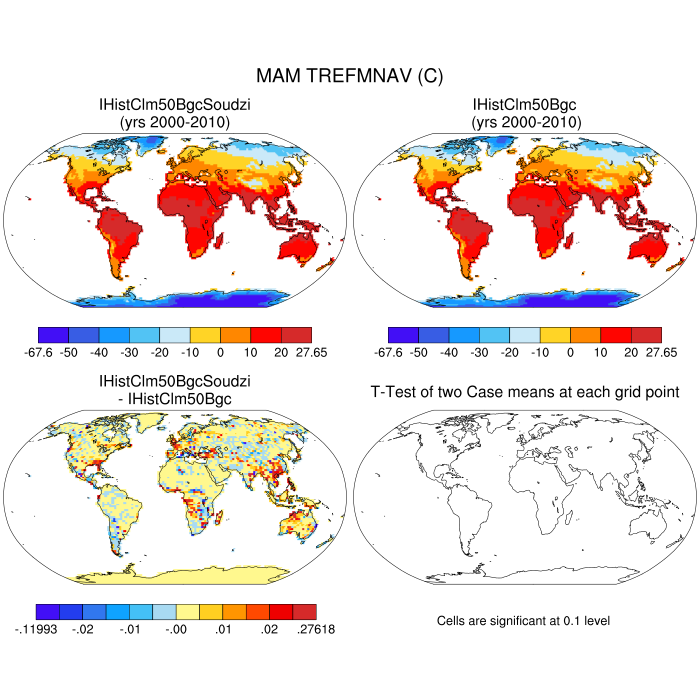 MAM TREFMNAV (C)
IHistClm50BgcSoudzi
(yrs 2000-2010)
IHistClm50Bgc
(yrs 2000-2010)
-67.6 -50 -40 -30 -20 -10 0 10 20 27.65
-67.6 -50 -40 -30 -20 -10 0 10 20 27.65
IHistClm50BgcSoudzi
- IHistClm50Bgc
T-Test of two Case means at each grid point
-.11993 -.02 -.01 -.00 .01 .02 .27618
Cells are significant at 0.1 level